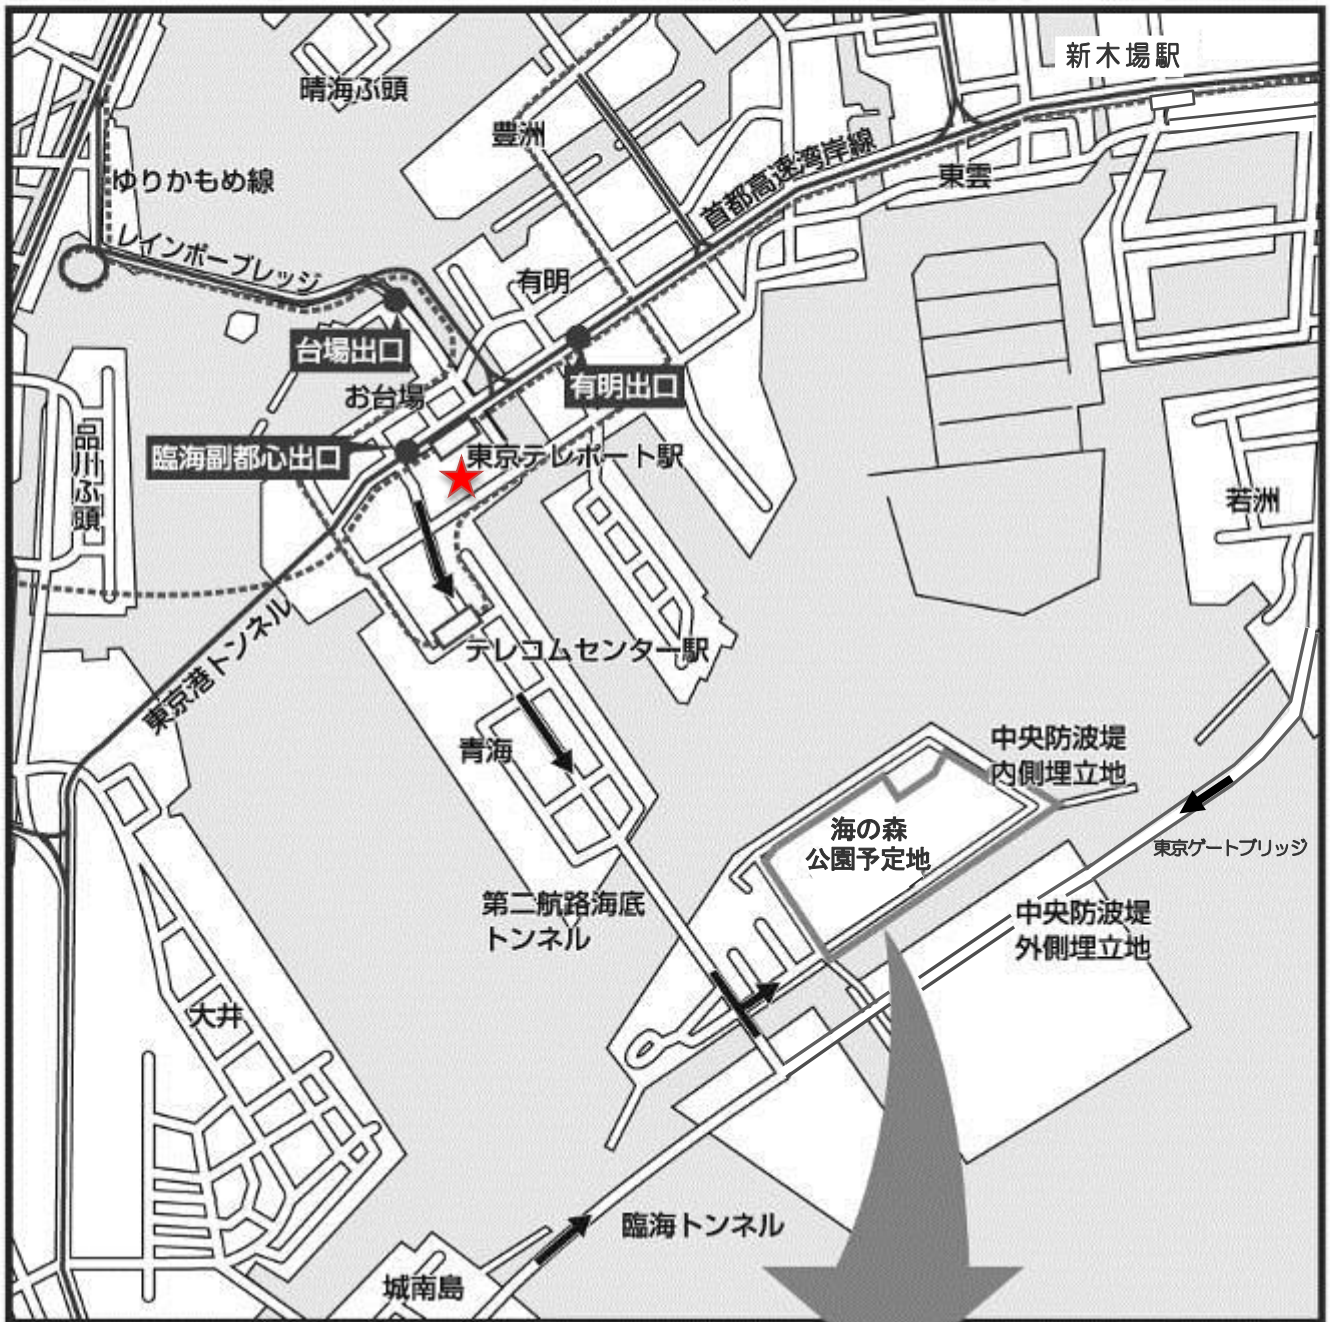 新木場駅
晴海ふ頭
豊洲
首都高速湾岸線
東雲
ゆりかもめ線
レインボーブレッジ
有明
台場出口
有明出口
お台場
品川ふ頭
臨海副都心出口
東京テレポート駅
若洲
東京港トンネル
テレコムセンター駅
青海
中央防波堤
内側埋立地
海の森
公園予定地
東京ゲートブリッジ
第二航路海底
トンネル
中央防波堤
外側埋立地
大井
臨海トンネル
城南島